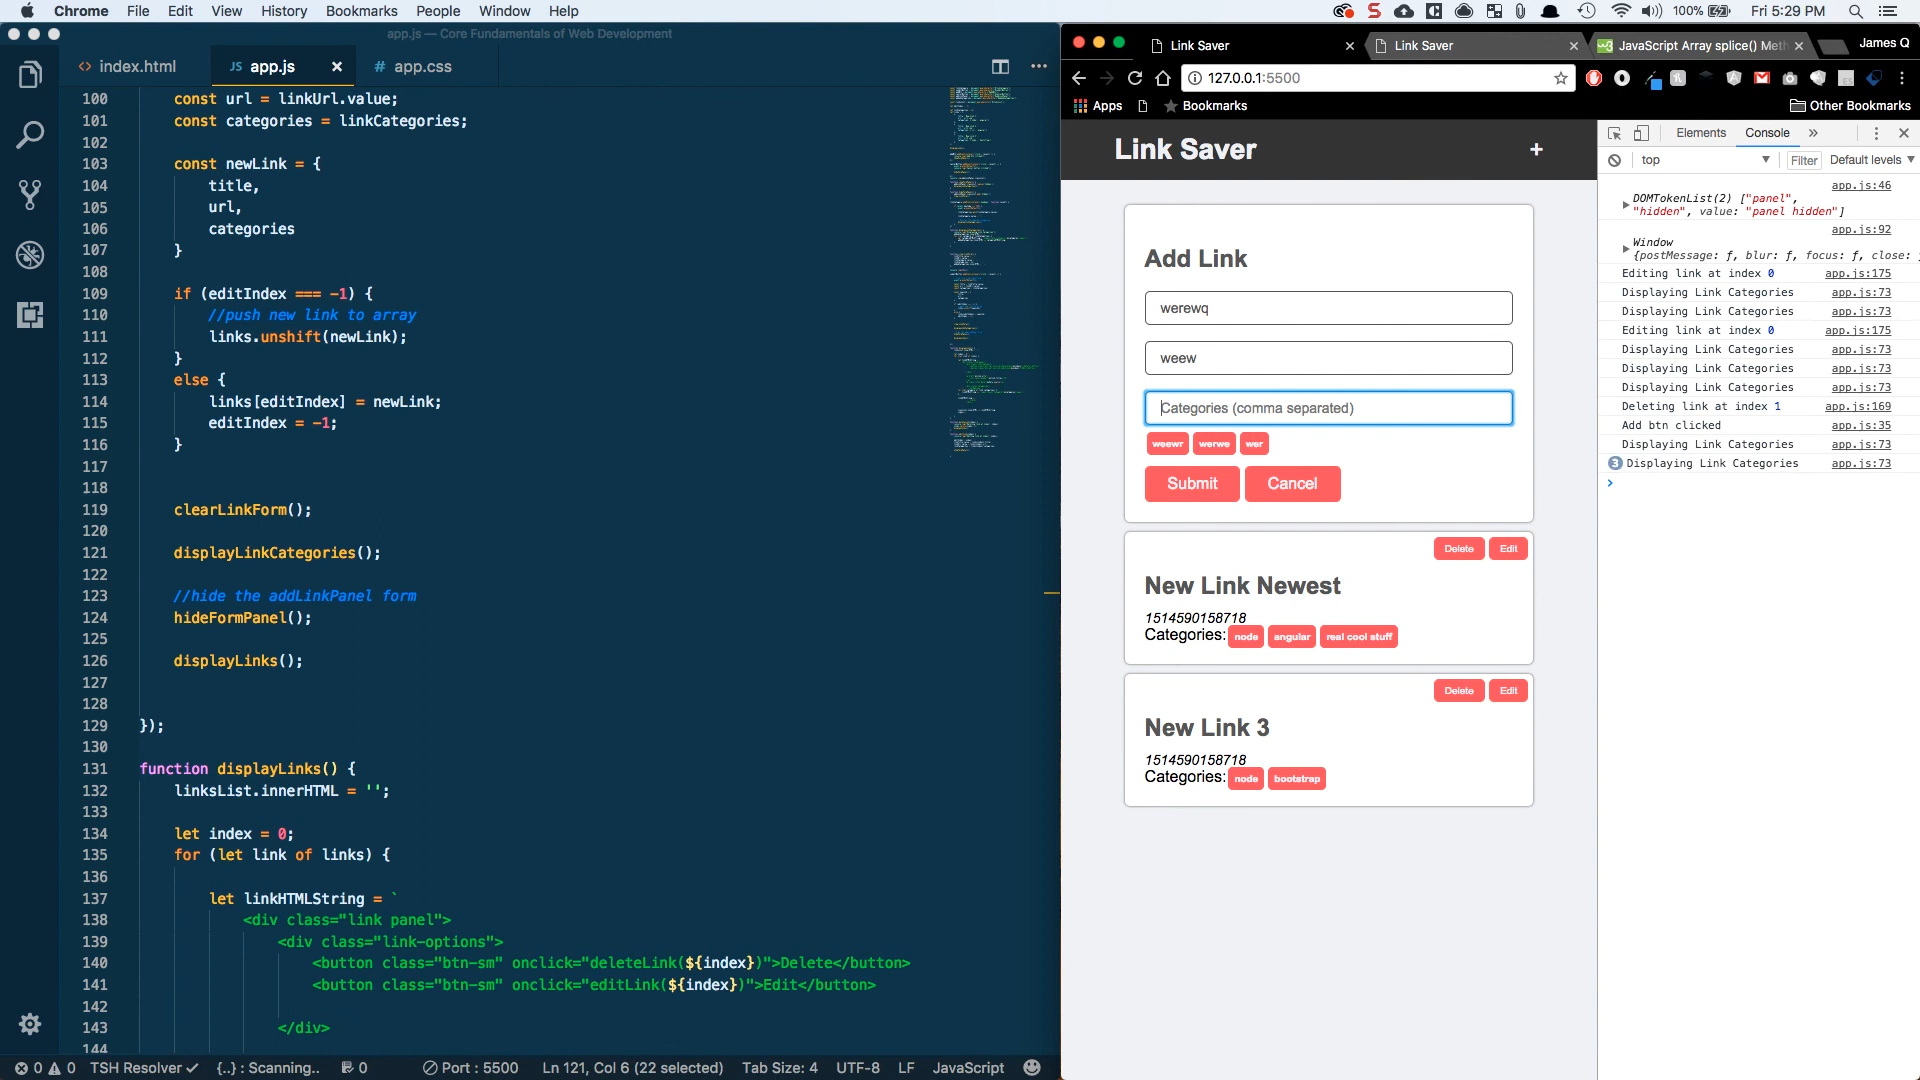 Chrome File Edit View History Bookmarks People Window Help 100% Fri 5:29 PM
app.js — Core Fundamentals of Web Development
<> index.html JS app.js # app.css
100 const url = linkUrl.value;
101 const categories = linkCategories;
102
103 const newLink = {
104 title,
105 url,
106 categories
107 }
108
109 if (editIndex === -1) {
110 //push new link to array
111 links.unshift(newLink);
112 }
113 else {
114 links[editIndex] = newLink;
115 editIndex = -1;
116 }
117
118
119 clearLinkForm();
120
121 displayLinkCategories();
122
123 //hide the addLinkPanel form
124 hideFormPanel();
125
126 displayLinks();
127
128
129 });
130
131 function displayLinks() {
132 linksList.innerHTML = '';
133
134 let index = 0;
135 for (let link of links) {
136
137 let linkHTMLString = `
138 <div class="link panel">
139 <div class="link-options">
140 <button class="btn-sm" onclick="deleteLink(${index})">Delete</button>
141 <button class="btn-sm" onclick="editLink(${index})">Edit</button>
142
143 </div>
144
0 0 TSH Resolver {..} : Scanning.. 0 Port : 5500 Ln 121, Col 6 (22 selected) Tab Size: 4 UTF-8 LF JavaScript
Link Saver Link Saver JavaScript Array splice() Meth James Q
127.0.0.1:5500
Apps Bookmarks Other Bookmarks
Link Saver +
Add Link
werewq
weew
Categories (comma separated)
weewr werwe wer
Submit Cancel
Delete Edit
New Link Newest
1514590158718
Categories: node angular real cool stuff
Delete Edit
New Link 3
1514590158718
Categories: node bootstrap
Elements Console »
top Filter Default levels
app.js:46
DOMTokenList(2) ["panel",
"hidden", value: "panel hidden"]
app.js:92
Window
{postMessage: ƒ, blur: ƒ, focus: ƒ, close:
Editing link at index 0 app.js:175
Displaying Link Categories app.js:73
Displaying Link Categories app.js:73
Editing link at index 0 app.js:175
Displaying Link Categories app.js:73
Displaying Link Categories app.js:73
Displaying Link Categories app.js:73
Deleting link at index 1 app.js:169
Add btn clicked app.js:35
Displaying Link Categories app.js:73
3 Displaying Link Categories app.js:73